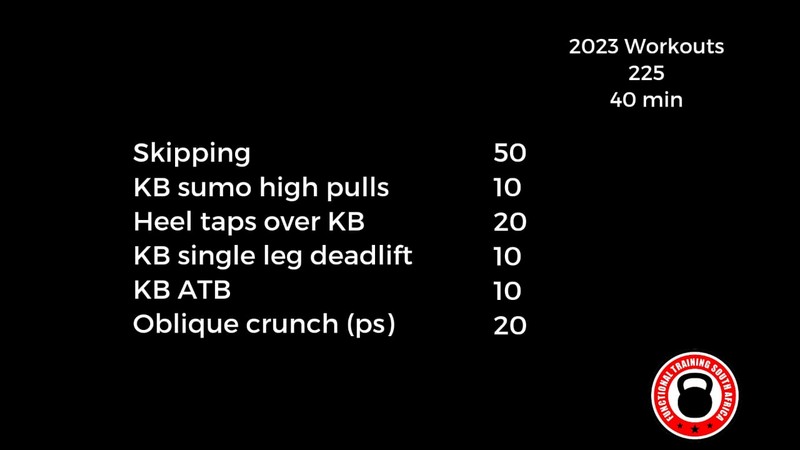 2023 Workouts
225
40 min
Skipping 50
KB sumo high pulls 10
Heel taps over KB 20
KB single leg deadlift 10
KB ATB 10
Oblique crunch (ps) 20
FUNCTIONAL TRAINING SOUTH AFRICA